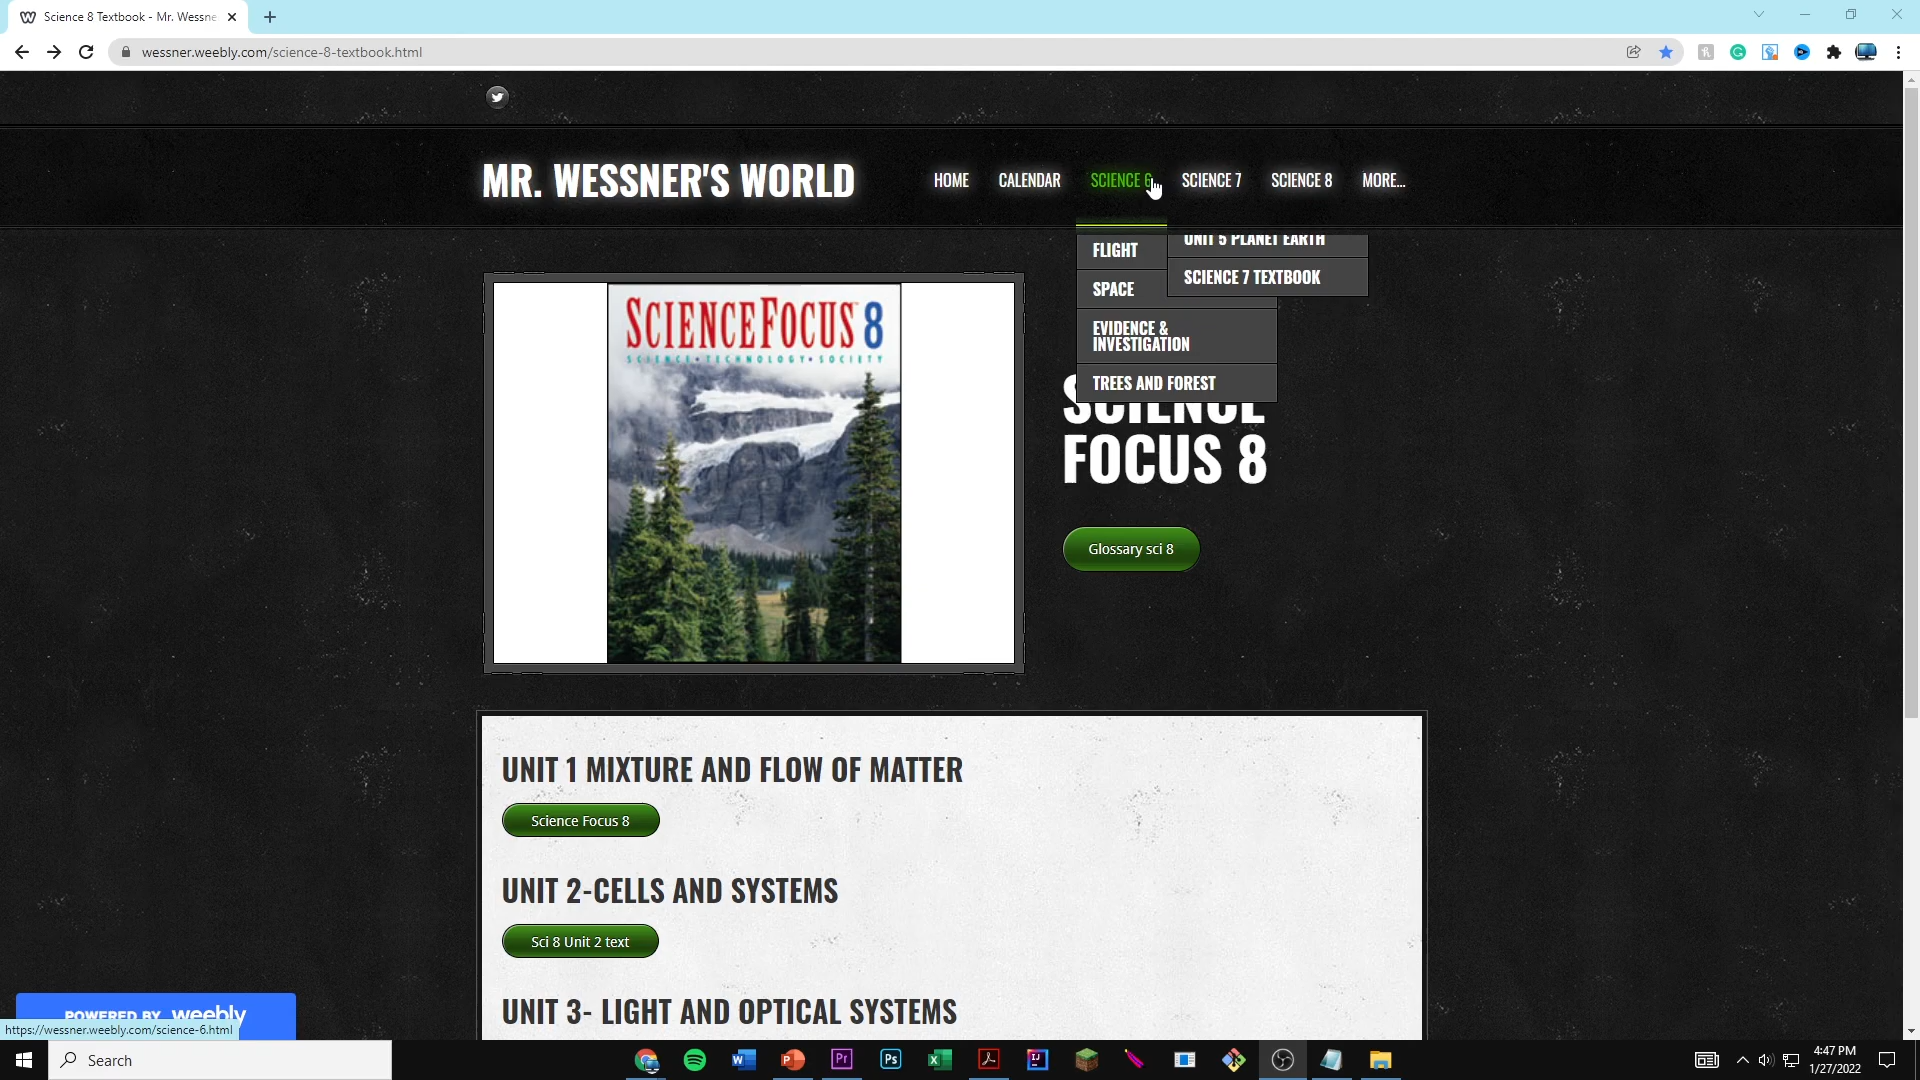 Science 8 Textbook - Mr. Wessne
wessner.weebly.com/science-8-textbook.html
MR. WESSNER'S WORLD
HOME CALENDAR SCIENCE 6 SCIENCE 7 SCIENCE 8 MORE...
FLIGHT
UNIT 5 PLANET EARTH
SPACE
SCIENCE 7 TEXTBOOK
EVIDENCE &
INVESTIGATION
TREES AND FOREST
SCIENCEFOCUS 8
SCIENCE • TECHNOLOGY • SOCIETY
SCIENCE
FOCUS 8
Glossary sci 8
UNIT 1 MIXTURE AND FLOW OF MATTER
Science Focus 8
UNIT 2-CELLS AND SYSTEMS
Sci 8 Unit 2 text
UNIT 3- LIGHT AND OPTICAL SYSTEMS
POWERED BY weebly
https://wessner.weebly.com/science-6.html
Search
Pr
Ps
IJ
4:47 PM
1/27/2022